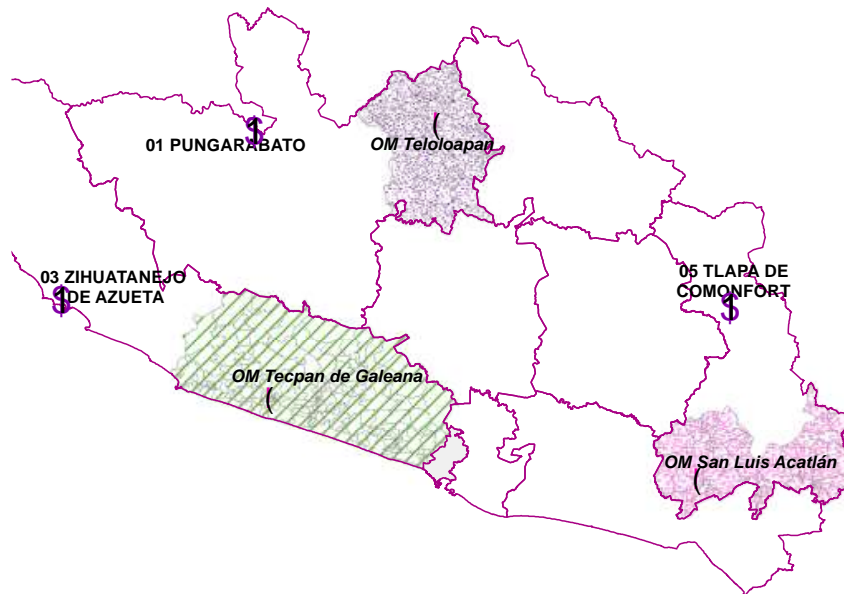 01 PUNGARABATO
OM Teloloapan
03 ZIHUATANEJO
DE AZUETA
05 TLAPA DE
COMONFORT
OM Tecpan de Galeana
OM San Luis Acatlán